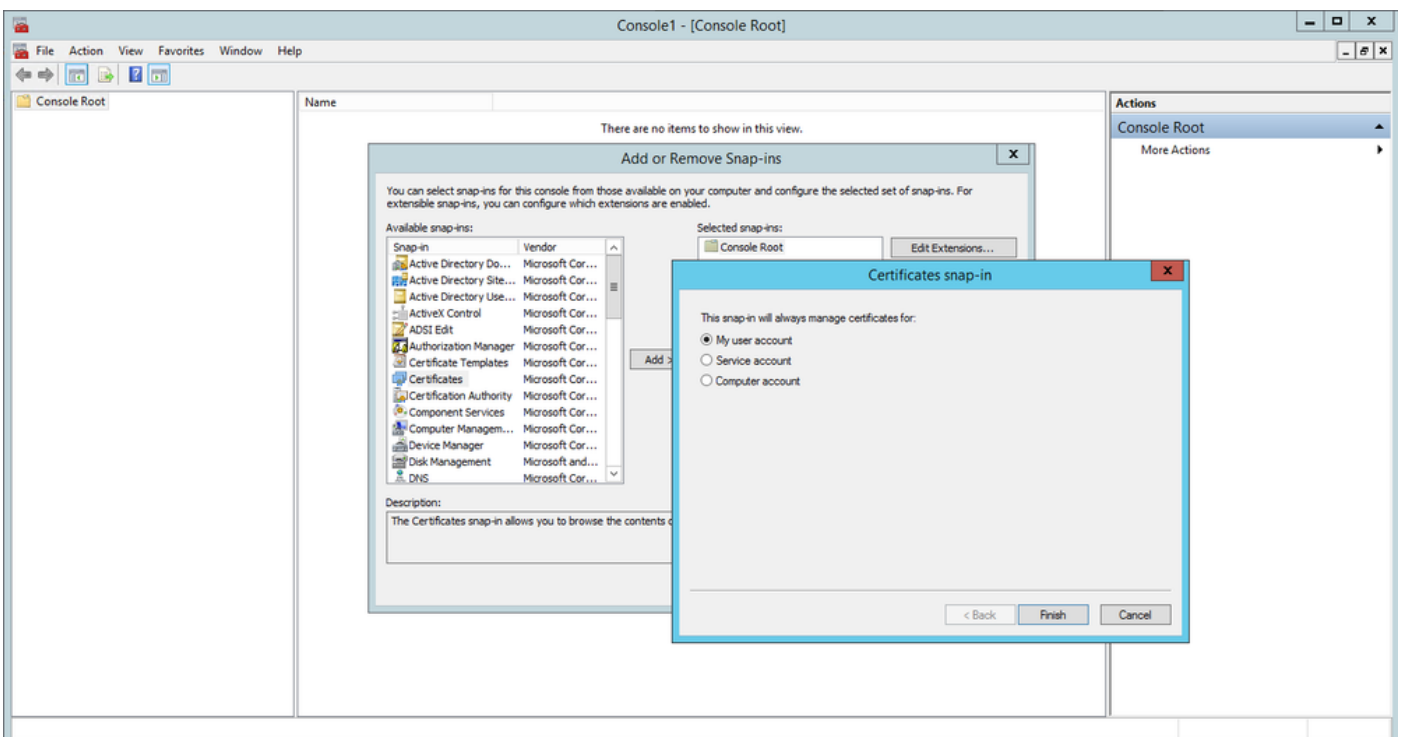 Console1 - [Console Root]
File Action View Favorites Window Help
Console Root
Name
There are no items to show in this view.
Actions
Console Root
More Actions
Add or Remove Snap-ins
You can select snap-ins for this console from those available on your computer and configure the selected set of snap-ins. For
extensible snap-ins, you can configure which extensions are enabled.
Available snap-ins:
Snap-in Vendor
Active Directory Do... Microsoft Cor...
Active Directory Site... Microsoft Cor...
Active Directory Use... Microsoft Cor...
ActiveX Control Microsoft Cor...
ADSI Edit Microsoft Cor...
Authorization Manager Microsoft Cor...
Certificate Templates Microsoft Cor...
Certificates Microsoft Cor...
Certification Authority Microsoft Cor...
Component Services Microsoft Cor...
Computer Managem... Microsoft Cor...
Device Manager Microsoft Cor...
Disk Management Microsoft and...
DNS Microsoft Cor...
Add >
Selected snap-ins:
Console Root
Edit Extensions...
Description:
The Certificates snap-in allows you to browse the contents
Certificates snap-in
This snap-in will always manage certificates for:
My user account
Service account
Computer account
< Back Finish Cancel